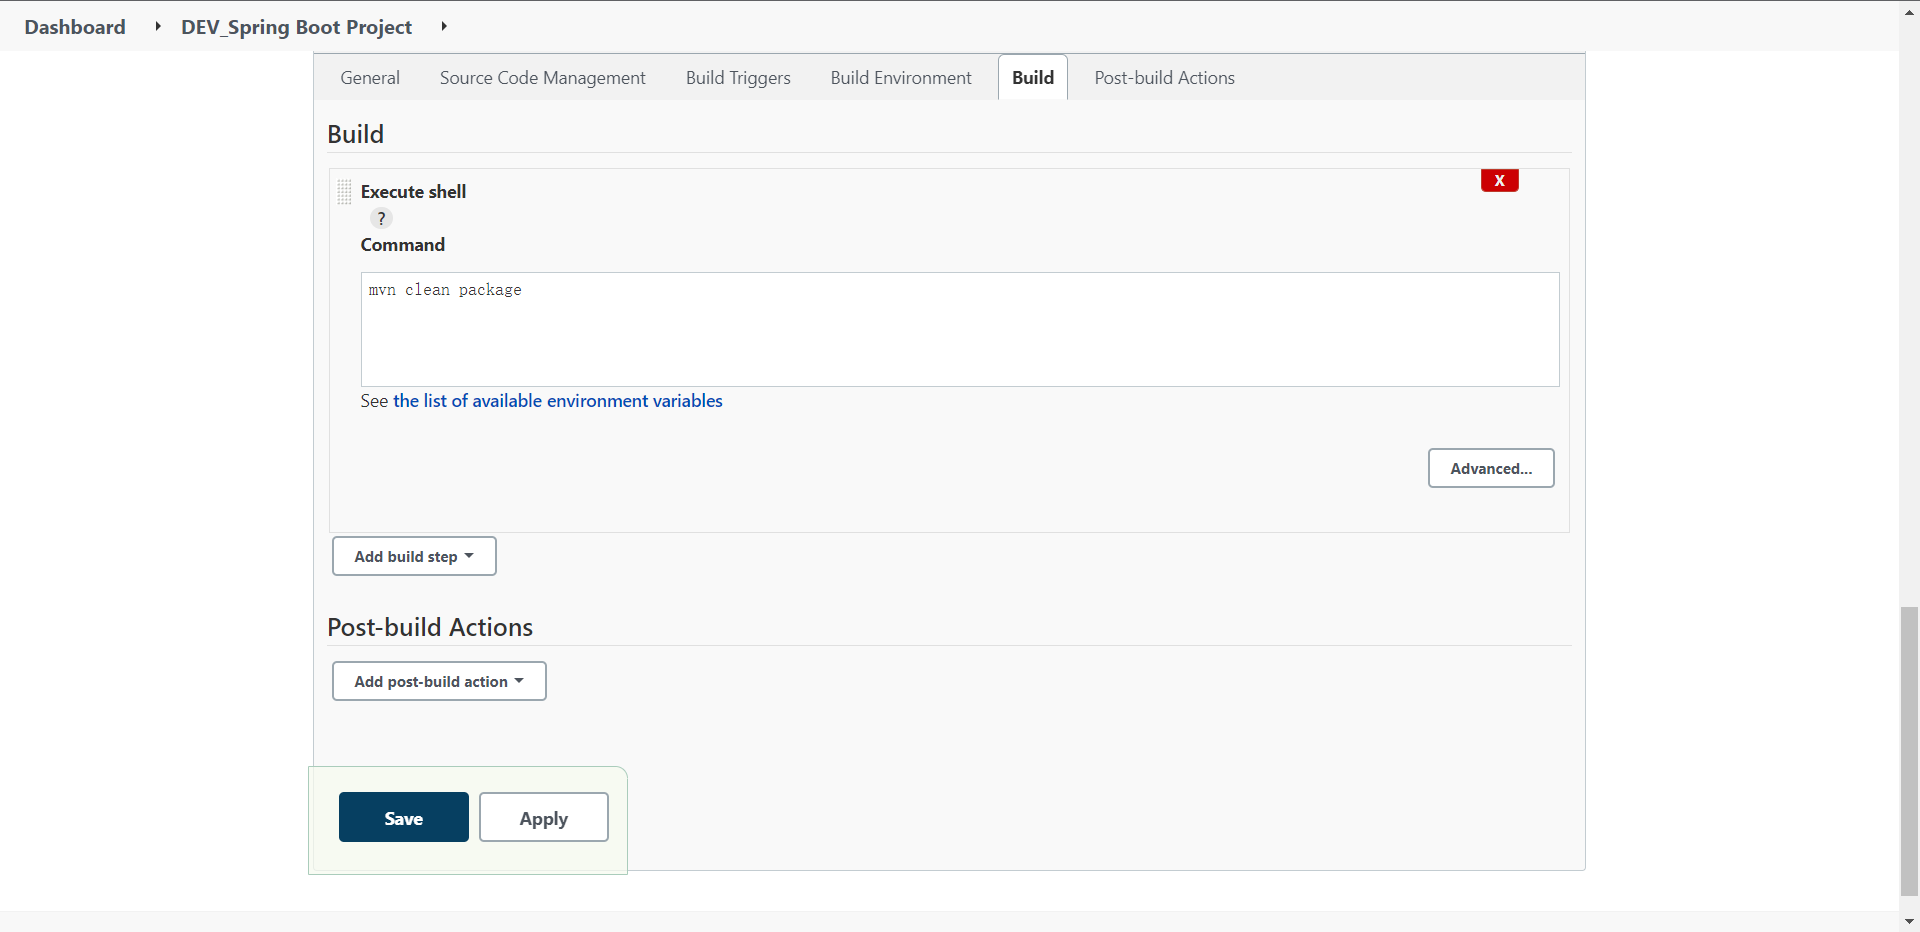 Dashboard DEV_Spring Boot Project
General Source Code Management Build Triggers Build Environment Build Post-build Actions
Build
Execute shell
X
?
Command
mvn clean package
See the list of available environment variables
Advanced...
Add build step
Post-build Actions
Add post-build action
Save Apply